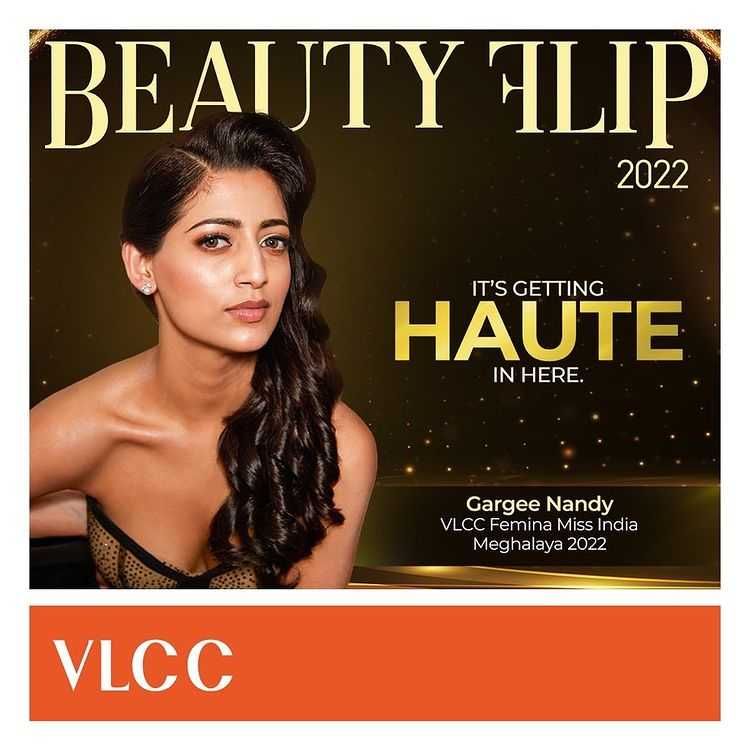 BEAUTY FLIP
2022
IT'S GETTING
HAUTE
IN HERE.
Gargee Nandy
VLCC Femina Miss India
Meghalaya 2022
VLCC